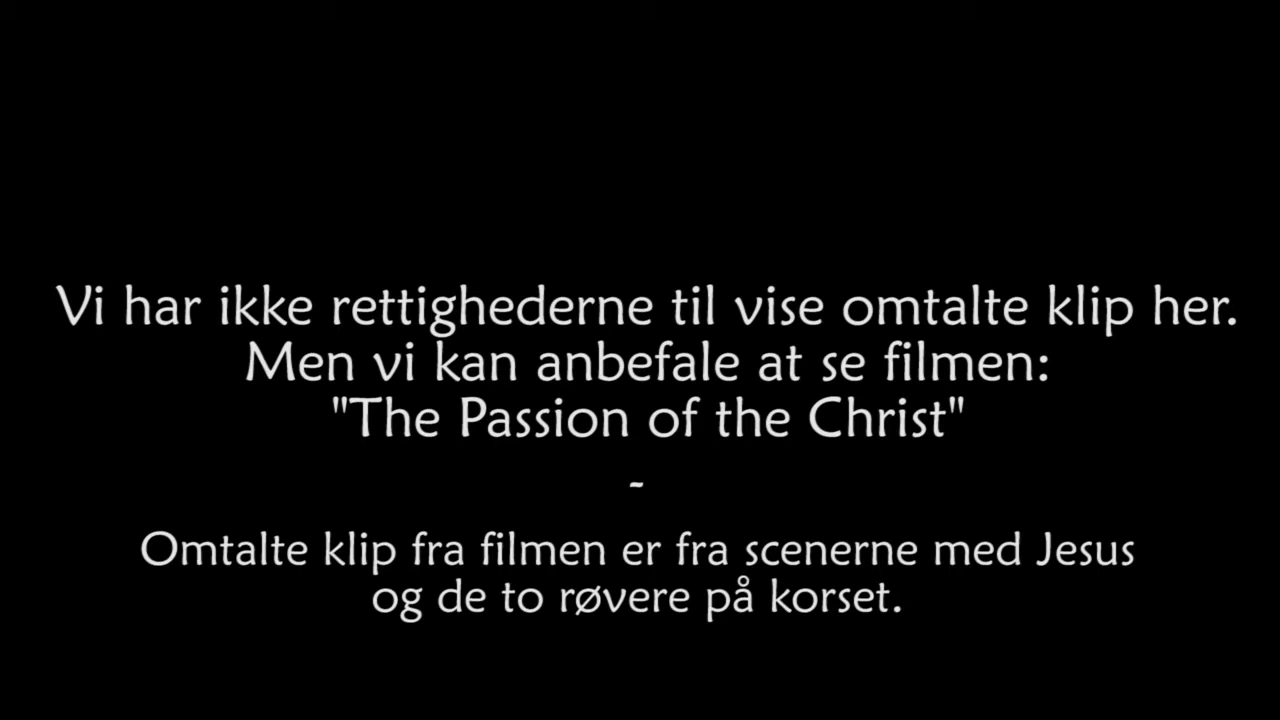 Vi har ikke rettighederne til vise omtalte klip her.
Men vi kan anbefale at se filmen:
"The Passion of the Christ"
-
Omtalte klip fra filmen er fra scenerne med Jesus
og de to røvere på korset.